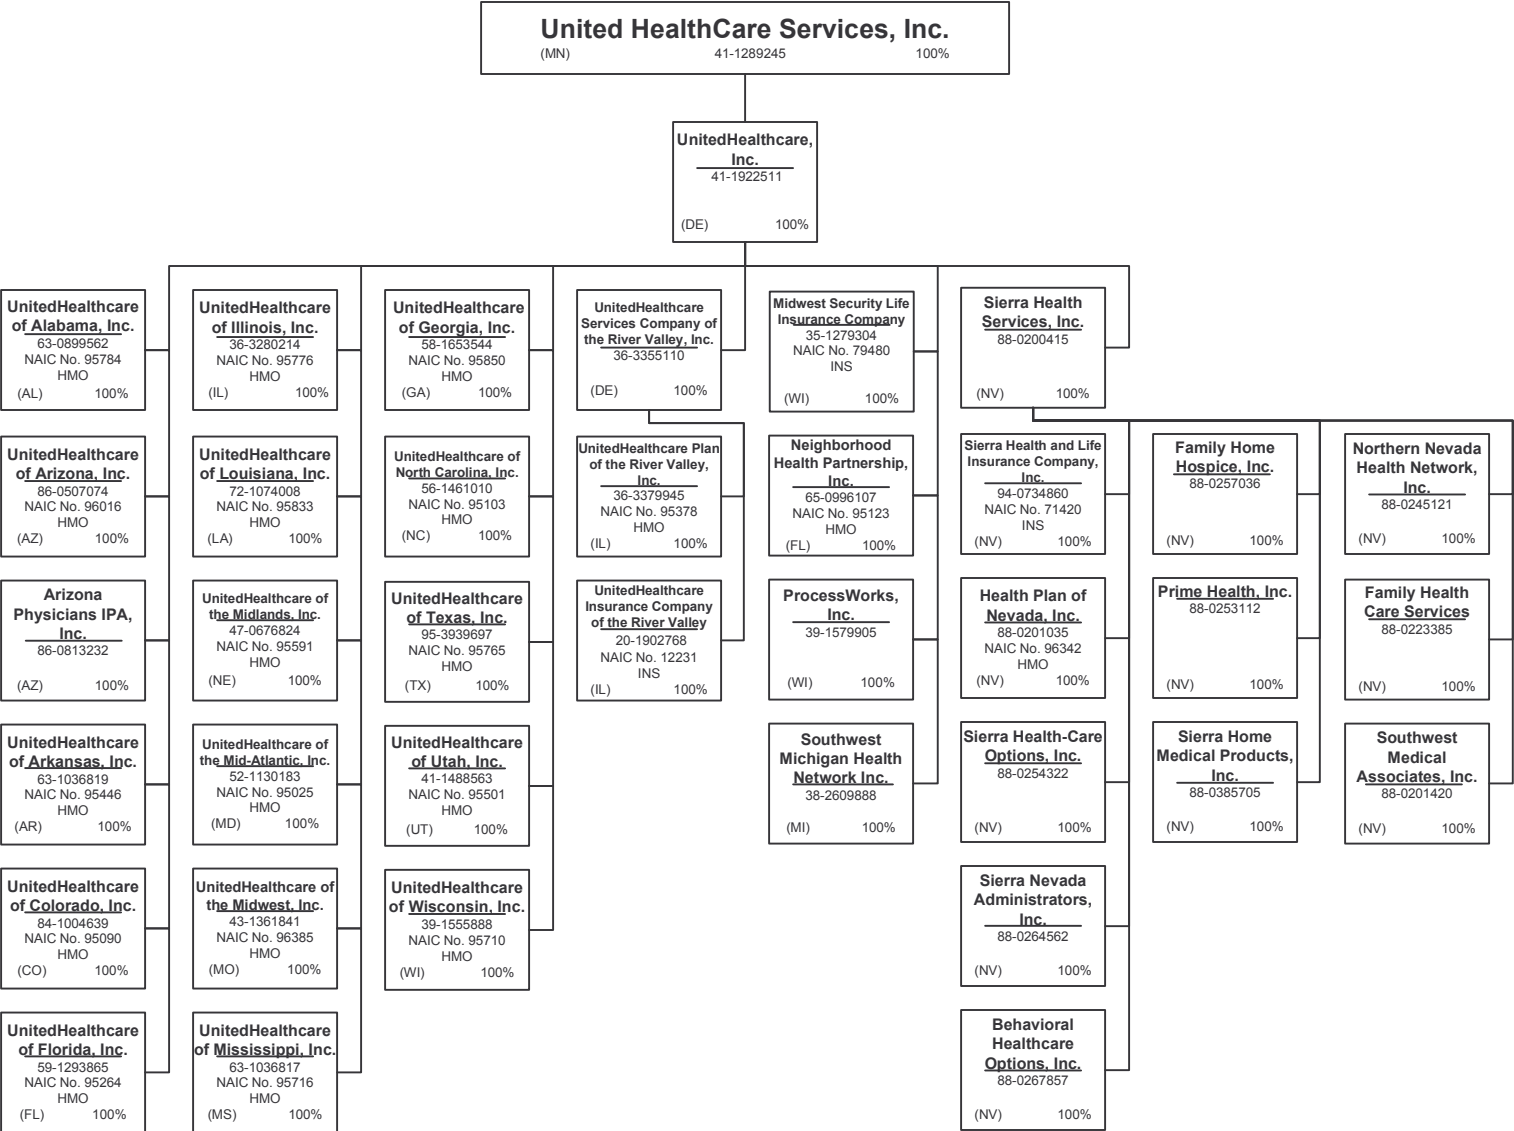 United HealthCare Services, Inc.
(MN) 41-1289245 100%
UnitedHealthcare,
Inc.
41-1922511
(DE) 100%
UnitedHealthcare
of Alabama, Inc.
63-0899562
NAIC No. 95784
HMO
(AL) 100%
UnitedHealthcare
of Illinois, Inc.
36-3280214
NAIC No. 95776
HMO
(IL) 100%
UnitedHealthcare
of Georgia, Inc.
58-1653544
NAIC No. 95850
HMO
(GA) 100%
UnitedHealthcare
Services Company of
the River Valley, Inc.
36-3355110
(DE) 100%
Midwest Security Life
Insurance Company
35-1279304
NAIC No. 79480
INS
(WI) 100%
Sierra Health
Services, Inc.
88-0200415
(NV) 100%
UnitedHealthcare
of Arizona, Inc.
86-0507074
NAIC No. 96016
HMO
(AZ) 100%
UnitedHealthcare
of Louisiana, Inc.
72-1074008
NAIC No. 95833
HMO
(LA) 100%
UnitedHealthcare of
North Carolina, Inc.
56-1461010
NAIC No. 95103
HMO
(NC) 100%
UnitedHealthcare Plan
of the River Valley,
Inc.
36-3379945
NAIC No. 95378
HMO
(IL) 100%
Neighborhood
Health Partnership,
Inc.
65-0996107
NAIC No. 95123
HMO
(FL) 100%
Sierra Health and Life
Insurance Company,
Inc.
94-0734860
NAIC No. 71420
INS
(NV) 100%
Family Home
Hospice, Inc.
88-0257036
(NV) 100%
Northern Nevada
Health Network,
Inc.
88-0245121
(NV) 100%
Arizona
Physicians IPA,
Inc.
86-0813232
(AZ) 100%
UnitedHealthcare of
the Midlands, Inc.
47-0676824
NAIC No. 95591
HMO
(NE) 100%
UnitedHealthcare
of Texas, Inc.
95-3939697
NAIC No. 95765
HMO
(TX) 100%
UnitedHealthcare
Insurance Company
of the River Valley
20-1902768
NAIC No. 12231
INS
(IL) 100%
ProcessWorks,
Inc.
39-1579905
(WI) 100%
Health Plan of
Nevada, Inc.
88-0201035
NAIC No. 96342
HMO
(NV) 100%
Prime Health, Inc.
88-0253112
(NV) 100%
Family Health
Care Services
88-0223385
(NV) 100%
UnitedHealthcare
of Arkansas, Inc.
63-1036819
NAIC No. 95446
HMO
(AR) 100%
UnitedHealthcare of
the Mid-Atlantic, Inc.
52-1130183
NAIC No. 95025
HMO
(MD) 100%
UnitedHealthcare
of Utah, Inc.
41-1488563
NAIC No. 95501
HMO
(UT) 100%
Southwest
Michigan Health
Network Inc.
38-2609888
(MI) 100%
Sierra Health-Care
Options, Inc.
88-0254322
(NV) 100%
Sierra Home
Medical Products,
Inc.
88-0385705
(NV) 100%
Southwest
Medical
Associates, Inc.
88-0201420
(NV) 100%
UnitedHealthcare
of Colorado, Inc.
84-1004639
NAIC No. 95090
HMO
(CO) 100%
UnitedHealthcare of
the Midwest, Inc.
43-1361841
NAIC No. 96385
HMO
(MO) 100%
UnitedHealthcare
of Wisconsin, Inc.
39-1555888
NAIC No. 95710
HMO
(WI) 100%
Sierra Nevada
Administrators,
Inc.
88-0264562
(NV) 100%
UnitedHealthcare
of Florida, Inc.
59-1293865
NAIC No. 95264
HMO
(FL) 100%
UnitedHealthcare
of Mississippi, Inc.
63-1036817
NAIC No. 95716
HMO
(MS) 100%
Behavioral
Healthcare
Options, Inc.
88-0267857
(NV) 100%